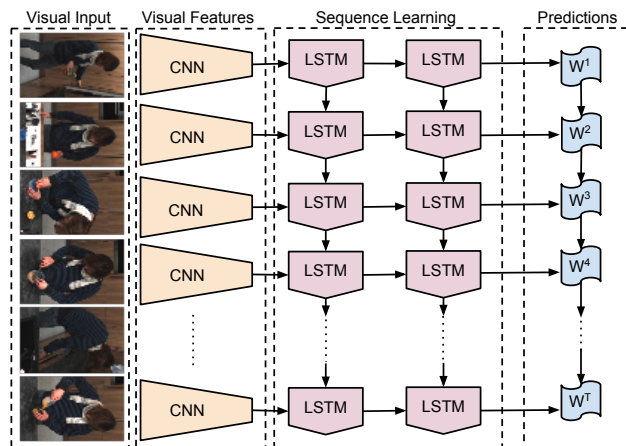 Visual Input Visual Features Sequence Learning Predictions
CNN LSTM LSTM W¹
CNN LSTM LSTM W²
CNN LSTM LSTM W³
CNN LSTM LSTM W⁴
CNN LSTM LSTM Wᵀ